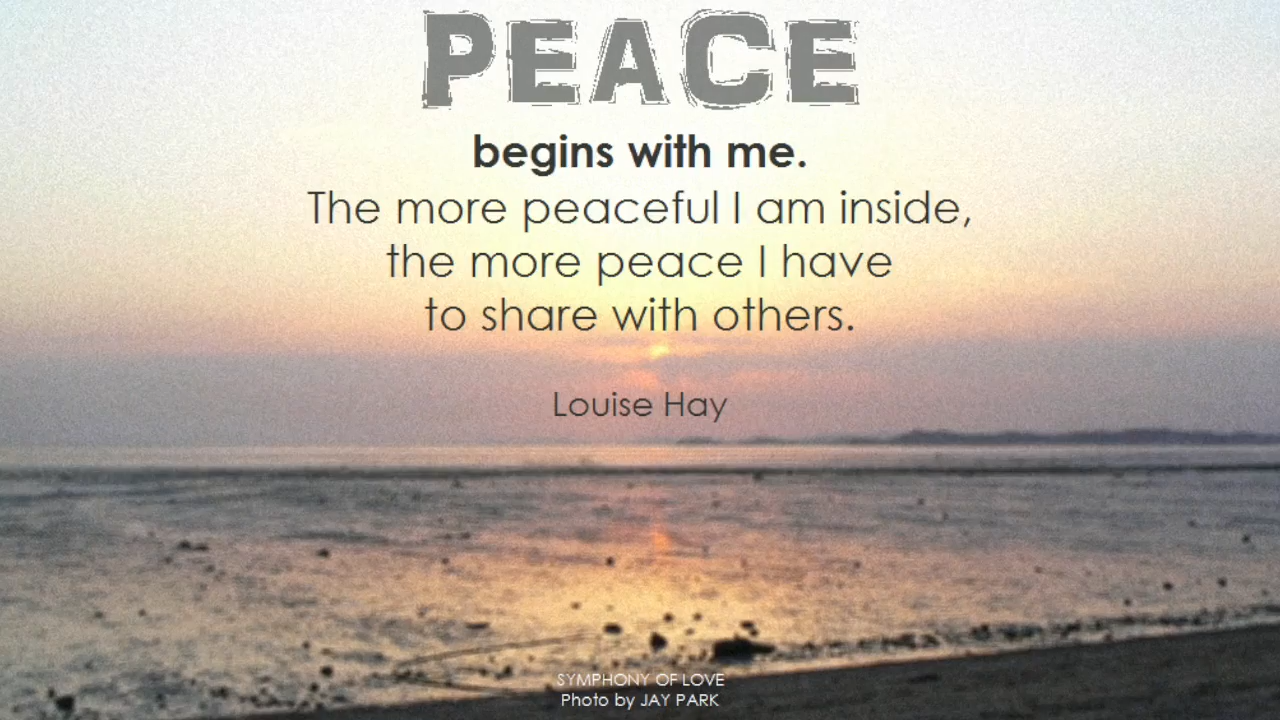 PEACE
begins with me.
The more peaceful I am inside,
the more peace I have
to share with others.
Louise Hay
SYMPHONY OF LOVE
Photo by JAY PARK